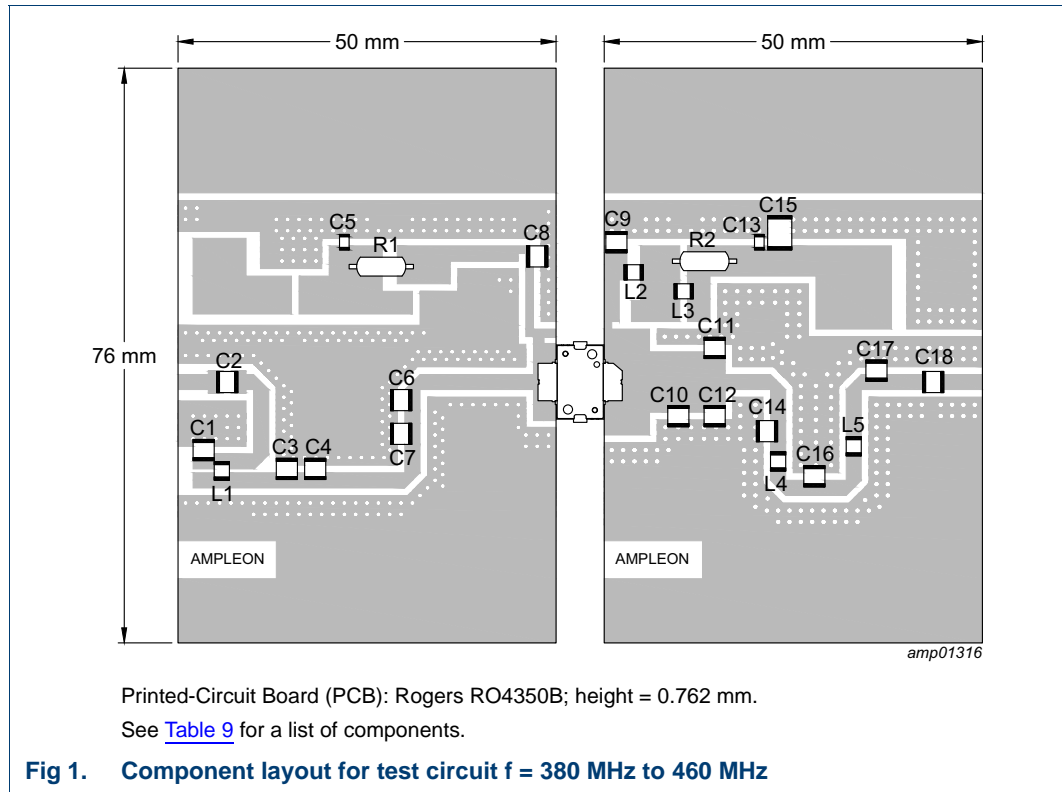 50 mm
50 mm
76 mm
C5
R1
C8
C2
C6
C1
C3
C4
C7
L1
AMPLEON
C9
C13
C15
R2
L2
L3
C11
C17
C18
C10
C12
C14
L5
L4
C16
AMPLEON
amp01316
Printed-Circuit Board (PCB): Rogers RO4350B; height = 0.762 mm.
See Table 9 for a list of components.
Fig 1. Component layout for test circuit f = 380 MHz to 460 MHz